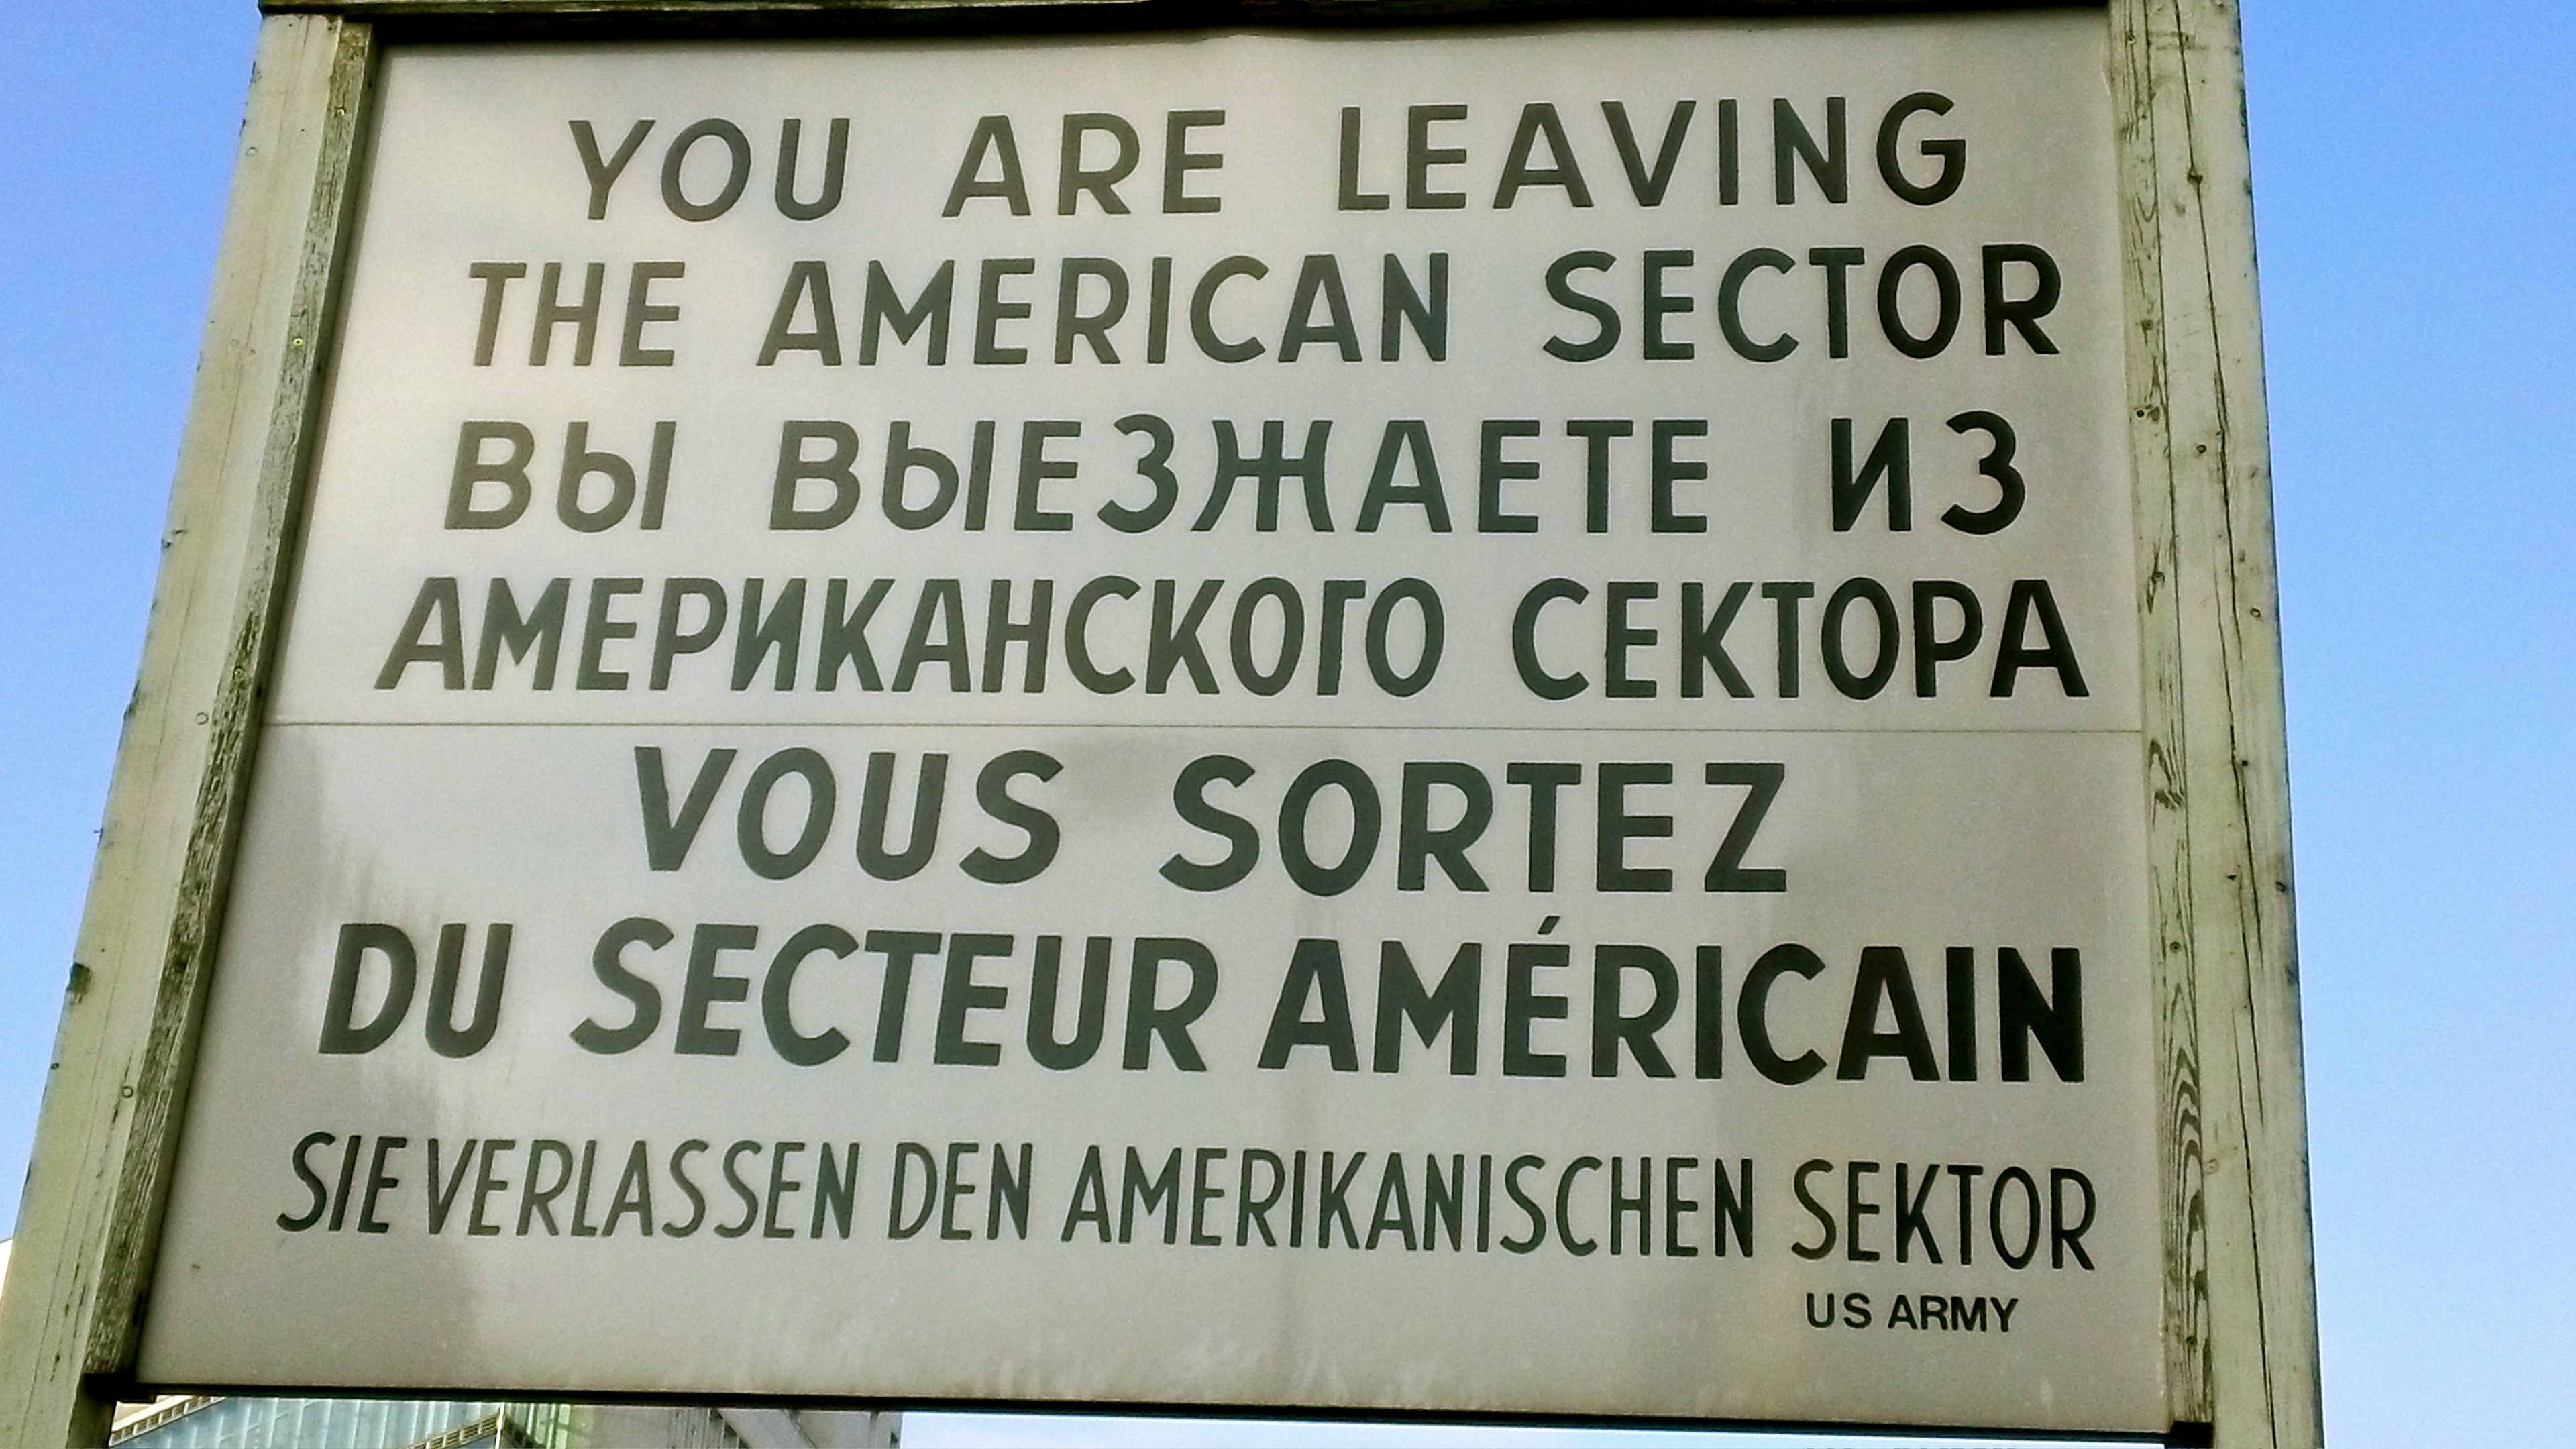 YOU ARE LEAVING
THE AMERICAN SECTOR
ВЫ ВЫЕЗЖАЕТЕ ИЗ
АМЕРИКАНСКОГО СЕКТОРА
VOUS SORTEZ
DU SECTEUR AMÉRICAIN
SIE VERLASSEN DEN AMERIKANISCHEN SEKTOR
US ARMY